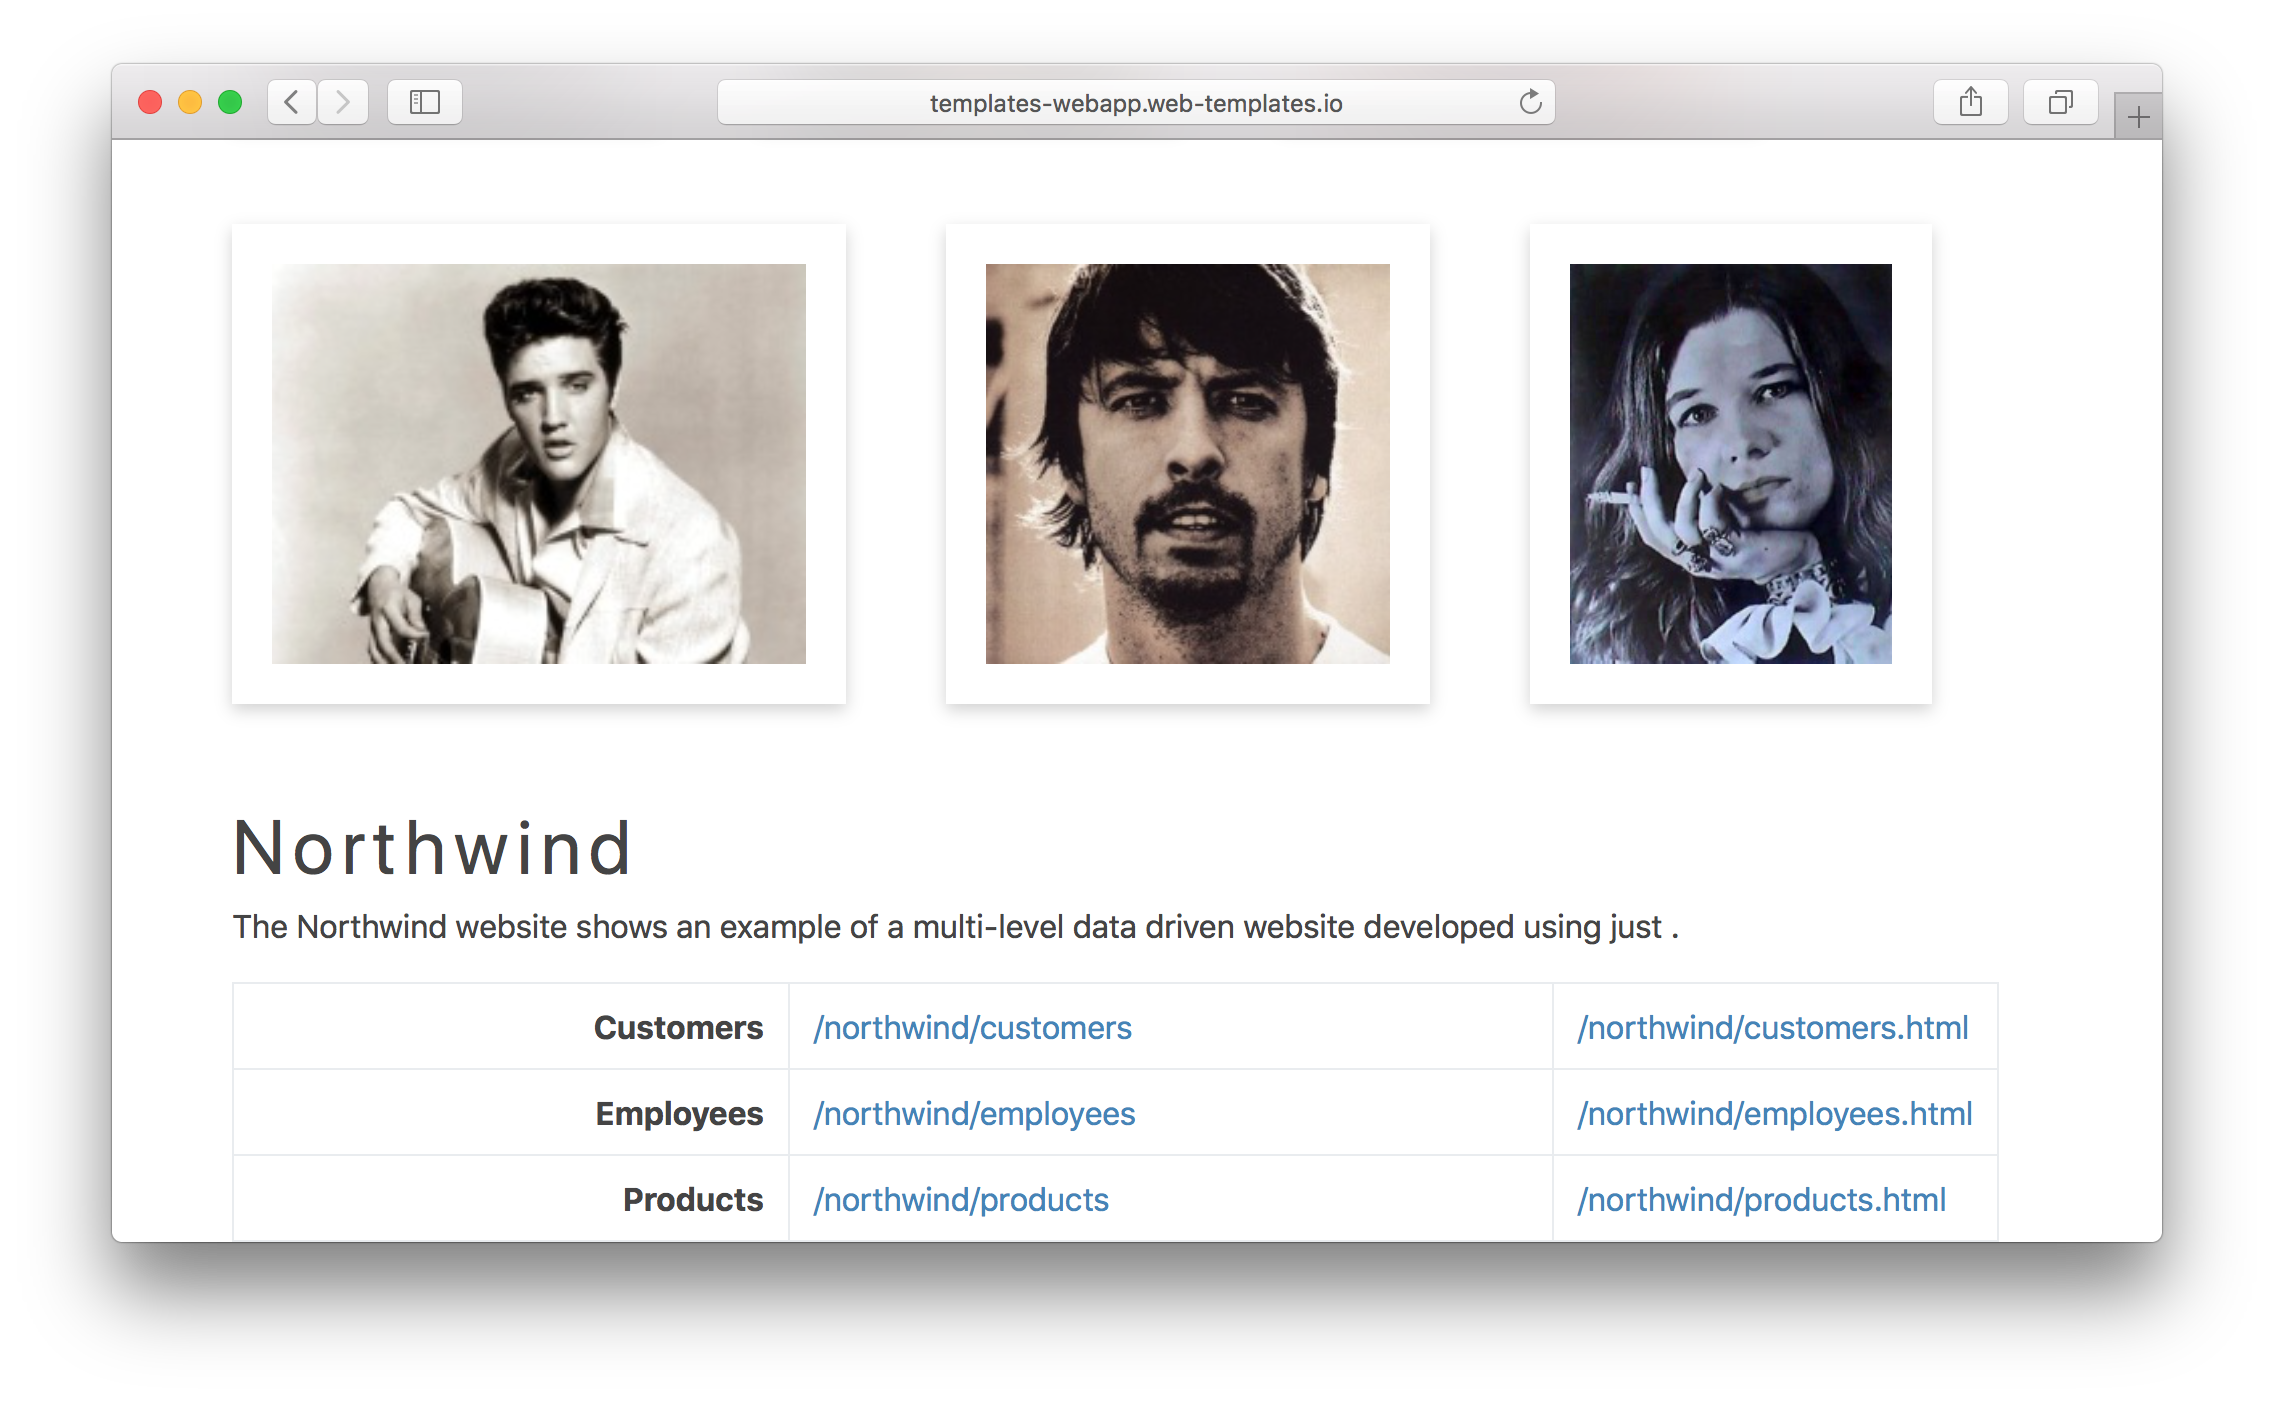 templates-webapp.web-templates.io
Northwind
The Northwind website shows an example of a multi-level data driven website developed using just .
Customers /northwind/customers /northwind/customers.html
Employees /northwind/employees /northwind/employees.html
Products /northwind/products /northwind/products.html